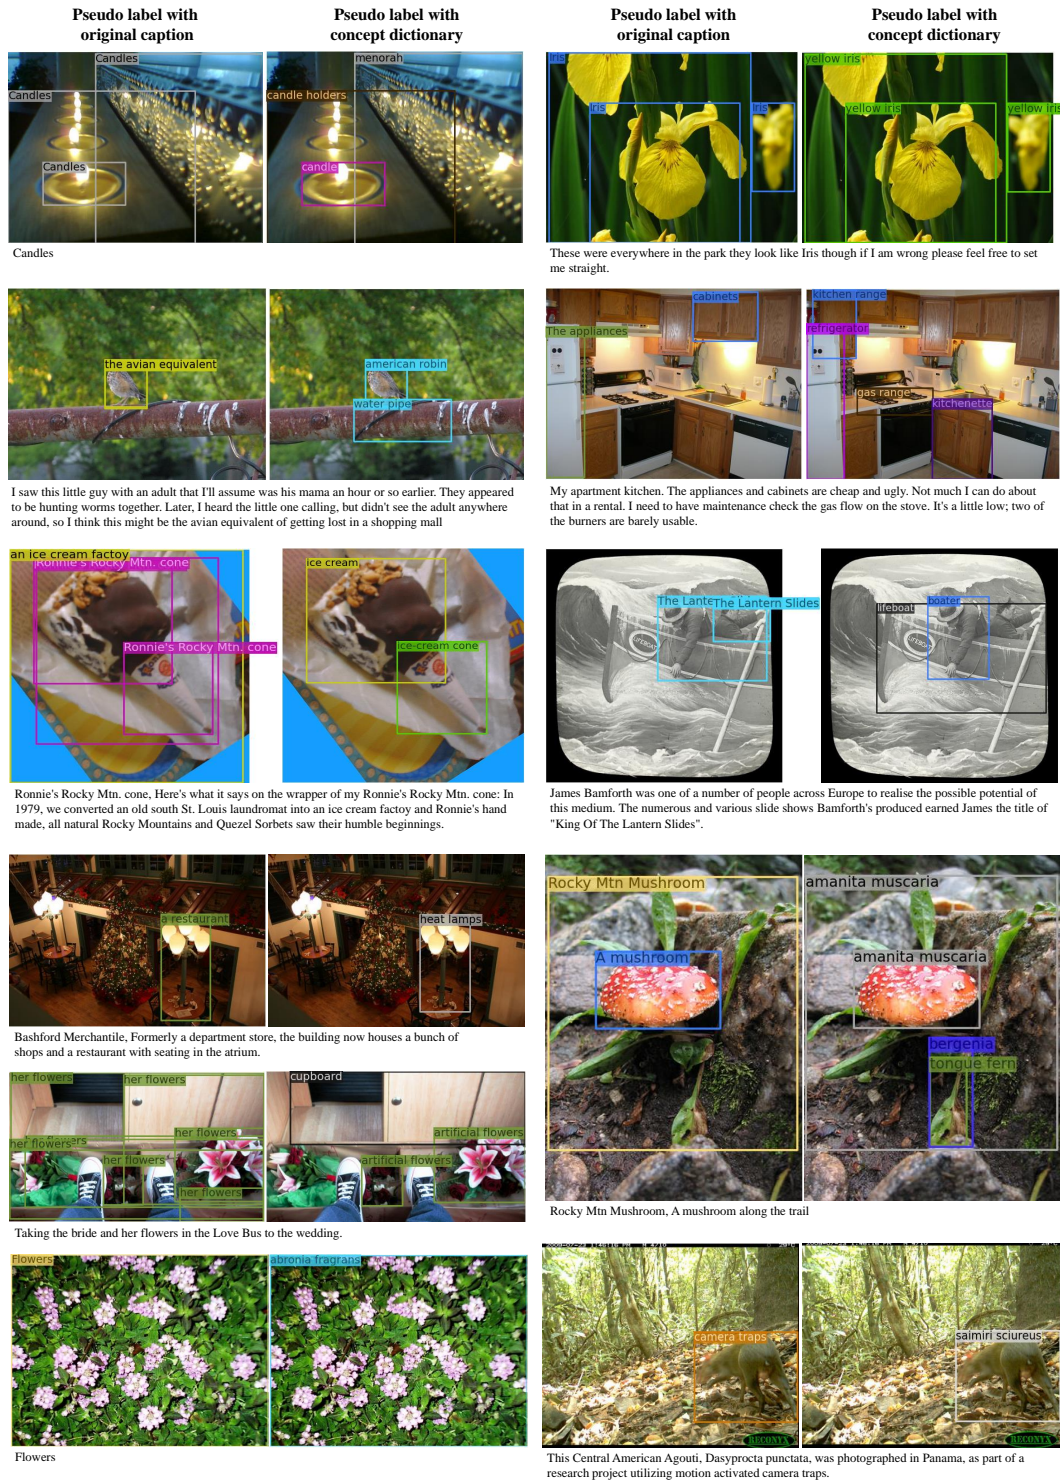 Pseudo label with
original caption
Pseudo label with
concept dictionary
Pseudo label with
original caption
Pseudo label with
concept dictionary
Candles
Candles
Candles
menorah
candle holders
candle
Iris
Iris
iris
yellow iris
yellow iris
yellow iris
Candles
These were everywhere in the park they look like Iris though if I am wrong please feel free to set
me straight.
the avian equivalent
american robin
water pipe
cabinets
The appliances
kitchen range
refrigerator
gas range
kitchenette
I saw this little guy with an adult that I'll assume was his mama an hour or so earlier. They appeared
to be hunting worms together. Later, I heard the little one calling, but didn't see the adult anywhere
around, so I think this might be the avian equivalent of getting lost in a shopping mall
My apartment kitchen. The appliances and cabinets are cheap and ugly. Not much I can do about
that in a rental. I need to have maintenance check the gas flow on the stove. It's a little low; two of
the burners are barely usable.
an ice cream factoy
Ronnie's Rocky Mtn. cone
Ronnie's Rocky Mtn. cone
ice cream
ice-cream cone
The Lante
The Lantern Slides
LIFEBOAT
lifeboat
boater
Ronnie's Rocky Mtn. cone, Here's what it says on the wrapper of my Ronnie's Rocky Mtn. cone: In
1979, we converted an old south St. Louis laundromat into an ice cream factoy and Ronnie's hand
made, all natural Rocky Mountains and Quezel Sorbets saw their humble beginnings.
James Bamforth was one of a number of people across Europe to realise the possible potential of
this medium. The numerous and various slide shows Bamforth's produced earned James the title of
"King Of The Lantern Slides".
a restaurant
heat lamps
Bashford Merchantile, Formerly a department store, the building now houses a bunch of
shops and a restaurant with seating in the atrium.
Rocky Mtn Mushroom
A mushroom
amanita muscaria
amanita muscaria
bergenia
tongue fern
her flowers
her flowers
her flowers
her flowers
her flowers
her flowers
cupboard
artificial flowers
artificial flowers
Taking the bride and her flowers in the Love Bus to the wedding.
Rocky Mtn Mushroom, A mushroom along the trail
Flowers
abronia fragrans
camera traps
RECONYX
saimiri sciureus
RECONYX
Flowers
This Central American Agouti, Dasyprocta punctata, was photographed in Panama, as part of a
research project utilizing motion activated camera traps.